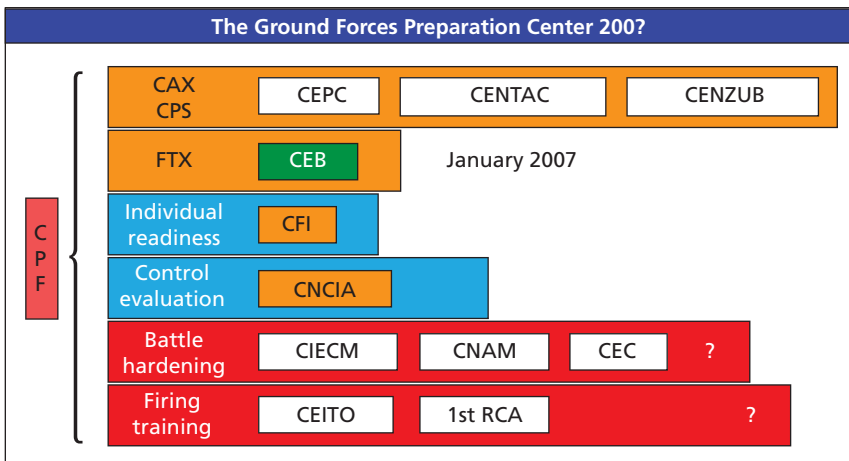 The Ground Forces Preparation Center 200?
C
P
F
CAX
CPS
CEPC
CENTAC
CENZUB
FTX
CEB
January 2007
Individual
readiness
CFI
Control
evaluation
CNCIA
Battle
hardening
CIECM
CNAM
CEC
?
Firing
training
CEITO
1st RCA
?